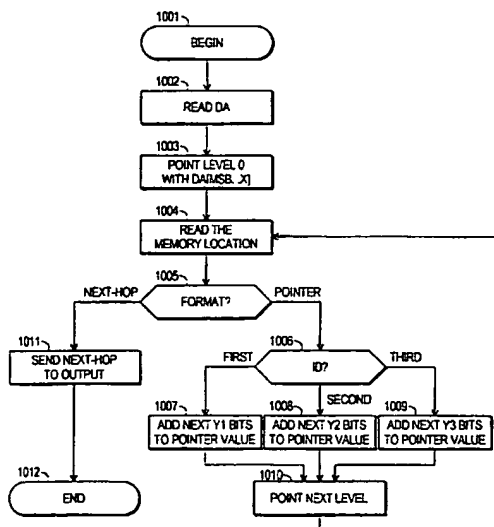 1001
BEGIN
1002
READ DA
1003
POINT LEVEL 0
WITH DA[MSB. .X]
1004
READ THE
MEMORY LOCATION
1005
NEXT-HOP
FORMAT?
POINTER
1011
SEND NEXT-HOP
TO OUTPUT
1006
FIRST
ID?
THIRD
SECOND
1007
ADD NEXT Y1 BITS
TO POINTER VALUE
1008
ADD NEXT Y2 BITS
TO POINTER VALUE
1009
ADD NEXT Y3 BITS
TO POINTER VALUE
1010
POINT NEXT LEVEL
1012
END